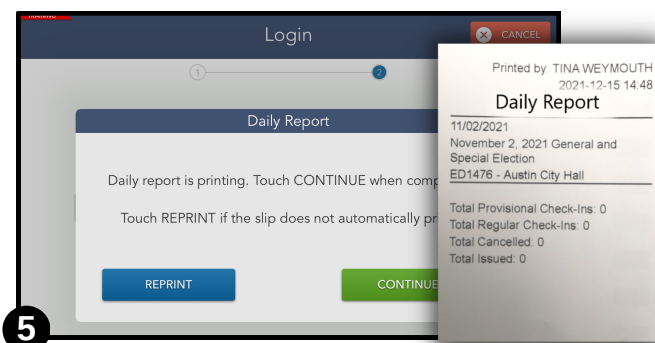 TRAINING
Login
CANCEL
1
2
Daily Report
Daily report is printing. Touch CONTINUE when
Touch REPRINT if the slip does not automatically
REPRINT
CONTINUE
Printed by: TINA WEYMOUTH
2021-12-15 14:48
Daily Report
11/02/2021
November 2, 2021 General and
Special Election
ED1476 - Austin City Hall
Total Provisional Check-Ins: 0
Total Regular Check-Ins: 0
Total Cancelled: 0
Total Issued: 0
5